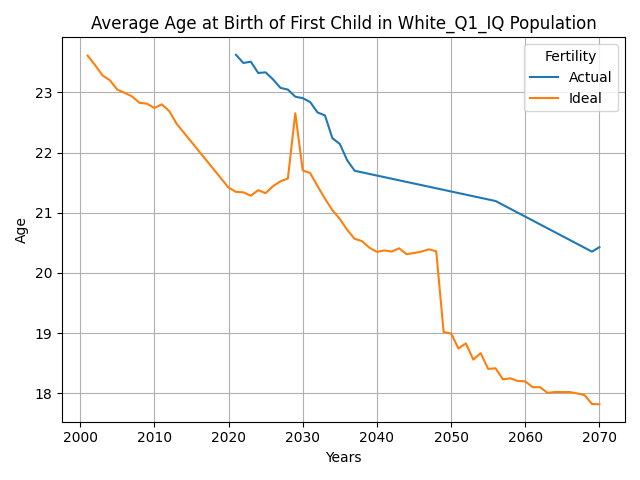 Average Age at Birth of First Child in White_Q1_IQ Population
Fertility
Actual
Ideal
Age
23
22
21
20
19
18
2000 2010 2020 2030 2040 2050 2060 2070
Years